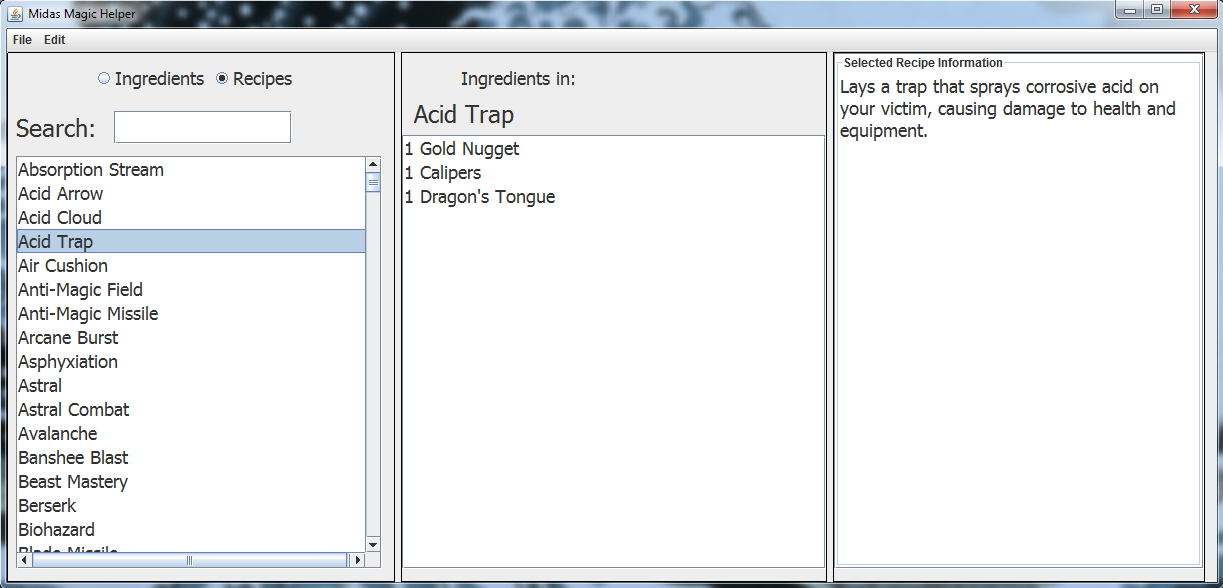 Midas Magic Helper
File Edit
Ingredients Recipes
Search:
Absorption Stream
Acid Arrow
Acid Cloud
Acid Trap
Air Cushion
Anti-Magic Field
Anti-Magic Missile
Arcane Burst
Asphyxiation
Astral
Astral Combat
Avalanche
Banshee Blast
Beast Mastery
Berserk
Biohazard
Blade Missile
Ingredients in:
Acid Trap
1 Gold Nugget
1 Calipers
1 Dragon's Tongue
Selected Recipe Information
Lays a trap that sprays corrosive acid on
your victim, causing damage to health and
equipment.